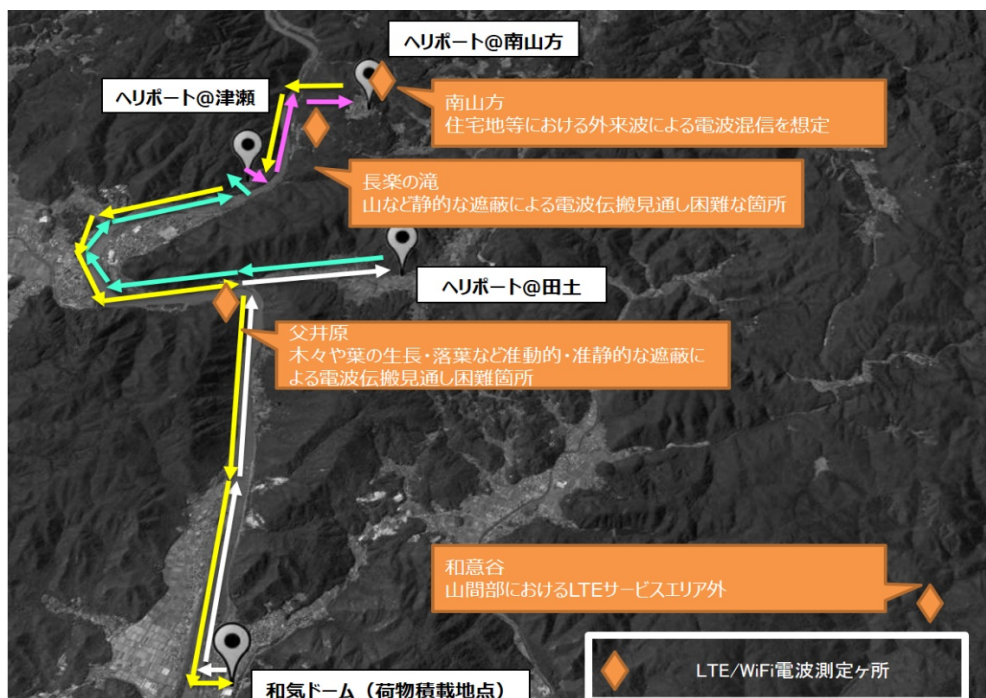 ヘリポート@南山方
ヘリポート@津瀬
南山方
住宅地等における外来波による電波混信を想定
長楽の滝
山など静的な遮蔽による電波伝搬見通し困難な箇所
ヘリポート@田土
父井原
木々や葉の生長・落葉など准動的・准静的な遮蔽に
よる電波伝搬見通し困難箇所
和意谷
山間部におけるLTEサービスエリア外
LTE/WiFi電波測定ヶ所
和気ドーム（荷物積載地点）